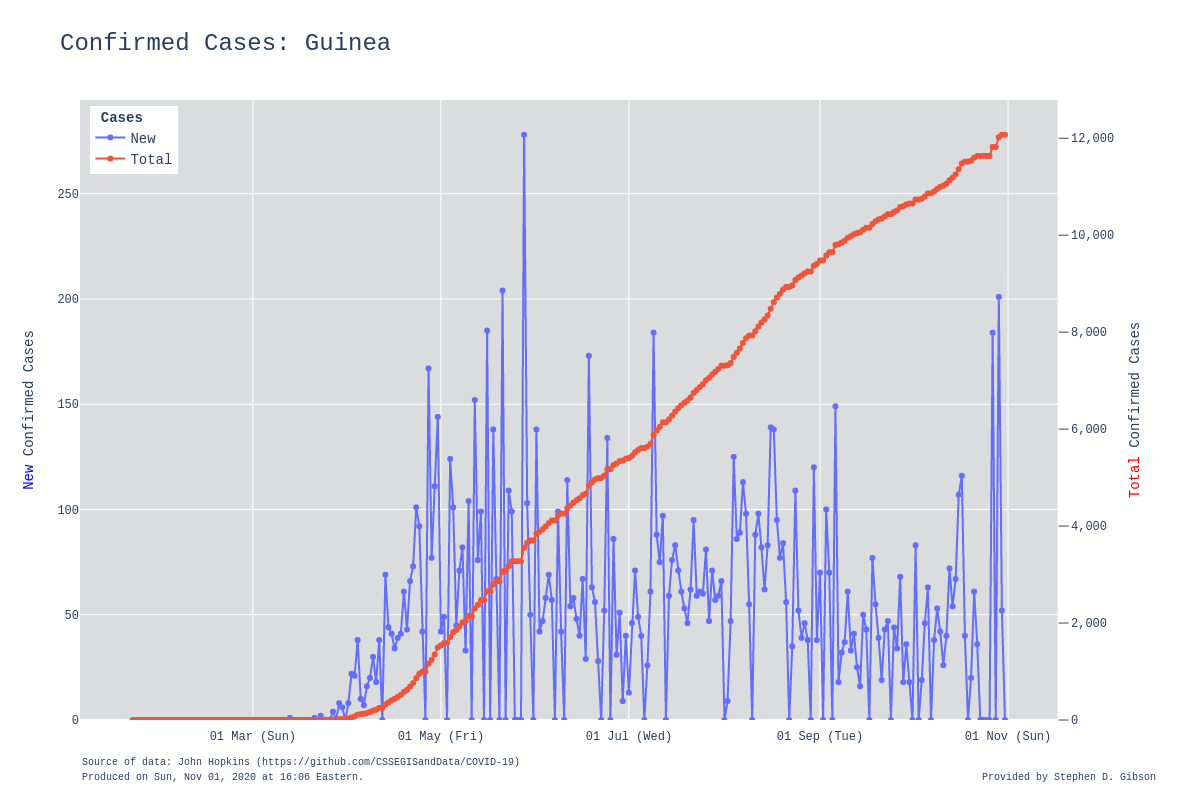 Confirmed Cases: Guinea
Cases
New
Total
250
200
150
100
50
0
12,000
10,000
8,000
6,000
4,000
2,000
0
New Confirmed Cases
Total Confirmed Cases
01 Mar (Sun)
01 May (Fri)
01 Jul (Wed)
01 Sep (Tue)
01 Nov (Sun)
Source of data: John Hopkins (https://github.com/CSSEGISandData/COVID-19)
Produced on Sun, Nov 01, 2020 at 16:06 Eastern.
Provided by Stephen D. Gibson